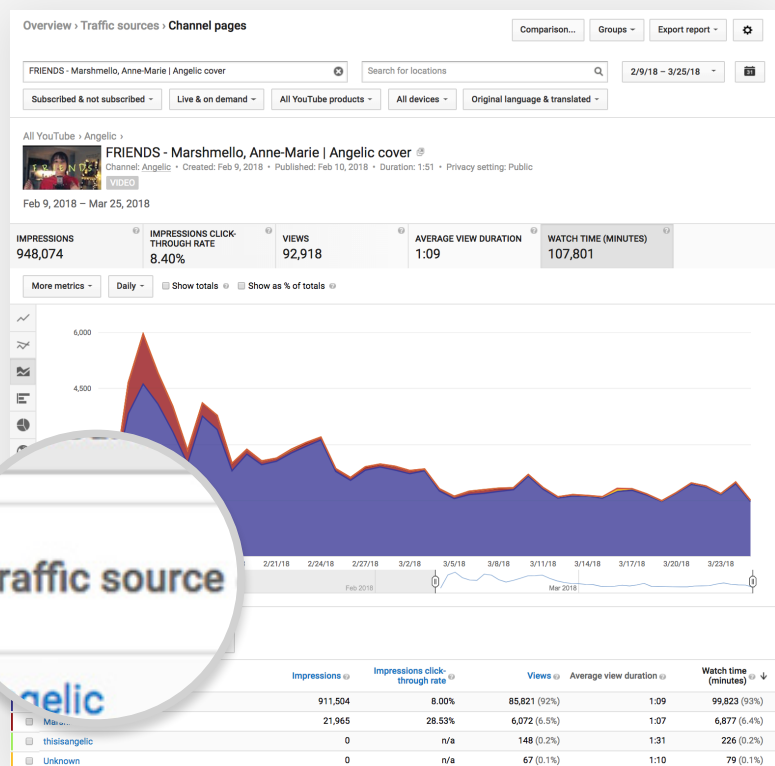 Overview › Traffic sources › Channel pages
Comparison...
Groups
Export report
FRIENDS - Marshmello, Anne-Marie | Angelic cover
Search for locations
2/9/18 – 3/25/18
31
Subscribed & not subscribed
Live & on demand
All YouTube products
All devices
Original language & translated
All YouTube › Angelic ›
FRIENDS - Marshmello, Anne-Marie | Angelic cover
Channel: Angelic • Created: Feb 9, 2018 • Published: Feb 10, 2018 • Duration: 1:51 • Privacy setting: Public
VIDEO
Feb 9, 2018 – Mar 25, 2018
IMPRESSIONS
948,074
IMPRESSIONS CLICK-
THROUGH RATE
8.40%
VIEWS
92,918
AVERAGE VIEW DURATION
1:09
WATCH TIME (MINUTES)
107,801
More metrics
Daily
Show totals
Show as % of totals
6,000
4,500
2/21/18 2/24/18 2/27/18 3/2/18 3/5/18 3/8/18 3/11/18 3/14/18 3/17/18 3/20/18 3/23/18
Feb 2018
Mar 2018
raffic source
gelic
Impressions
Impressions click-
through rate
Views
Average view duration
Watch time
(minutes)
911,504 8.00% 85,821 (92%) 1:09 99,823 (93%)
21,965 28.53% 6,072 (6.5%) 1:07 6,877 (6.4%)
thisisangelic 0 n/a 148 (0.2%) 1:31 226 (0.2%)
Unknown 0 n/a 67 (0.1%) 1:10 79 (0.1%)